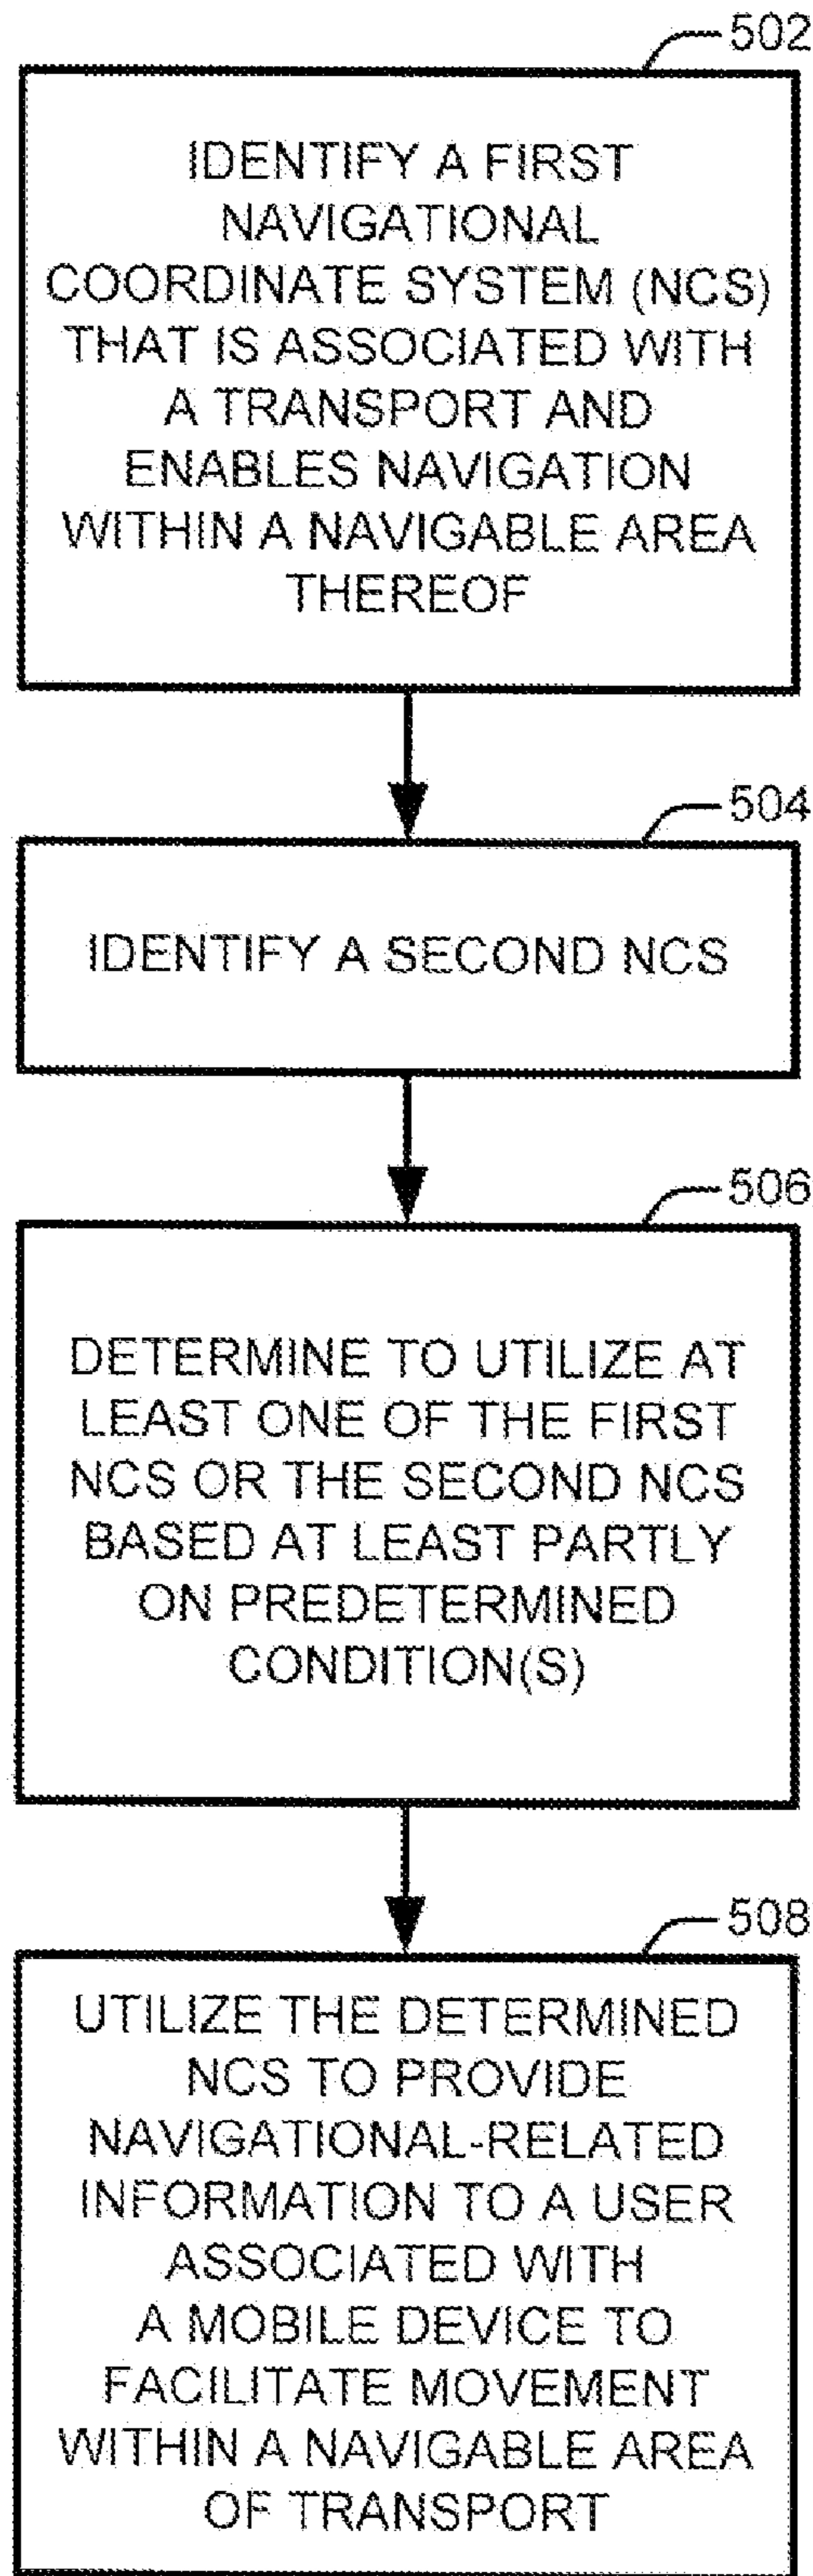 502
IDENTIFY A FIRST
NAVIGATIONAL
COORDINATE SYSTEM (NCS)
THAT IS ASSOCIATED WITH
A TRANSPORT AND
ENABLES NAVIGATION
WITHIN A NAVIGABLE AREA
THEREOF
504
IDENTIFY A SECOND NCS
506
DETERMINE TO UTILIZE AT
LEAST ONE OF THE FIRST
NCS OR THE SECOND NCS
BASED AT LEAST PARTLY
ON PREDETERMINED
CONDITION(S)
508
UTILIZE THE DETERMINED
NCS TO PROVIDE
NAVIGATIONAL-RELATED
INFORMATION TO A USER
ASSOCIATED WITH
A MOBILE DEVICE TO
FACILITATE MOVEMENT
WITHIN A NAVIGABLE AREA
OF TRANSPORT